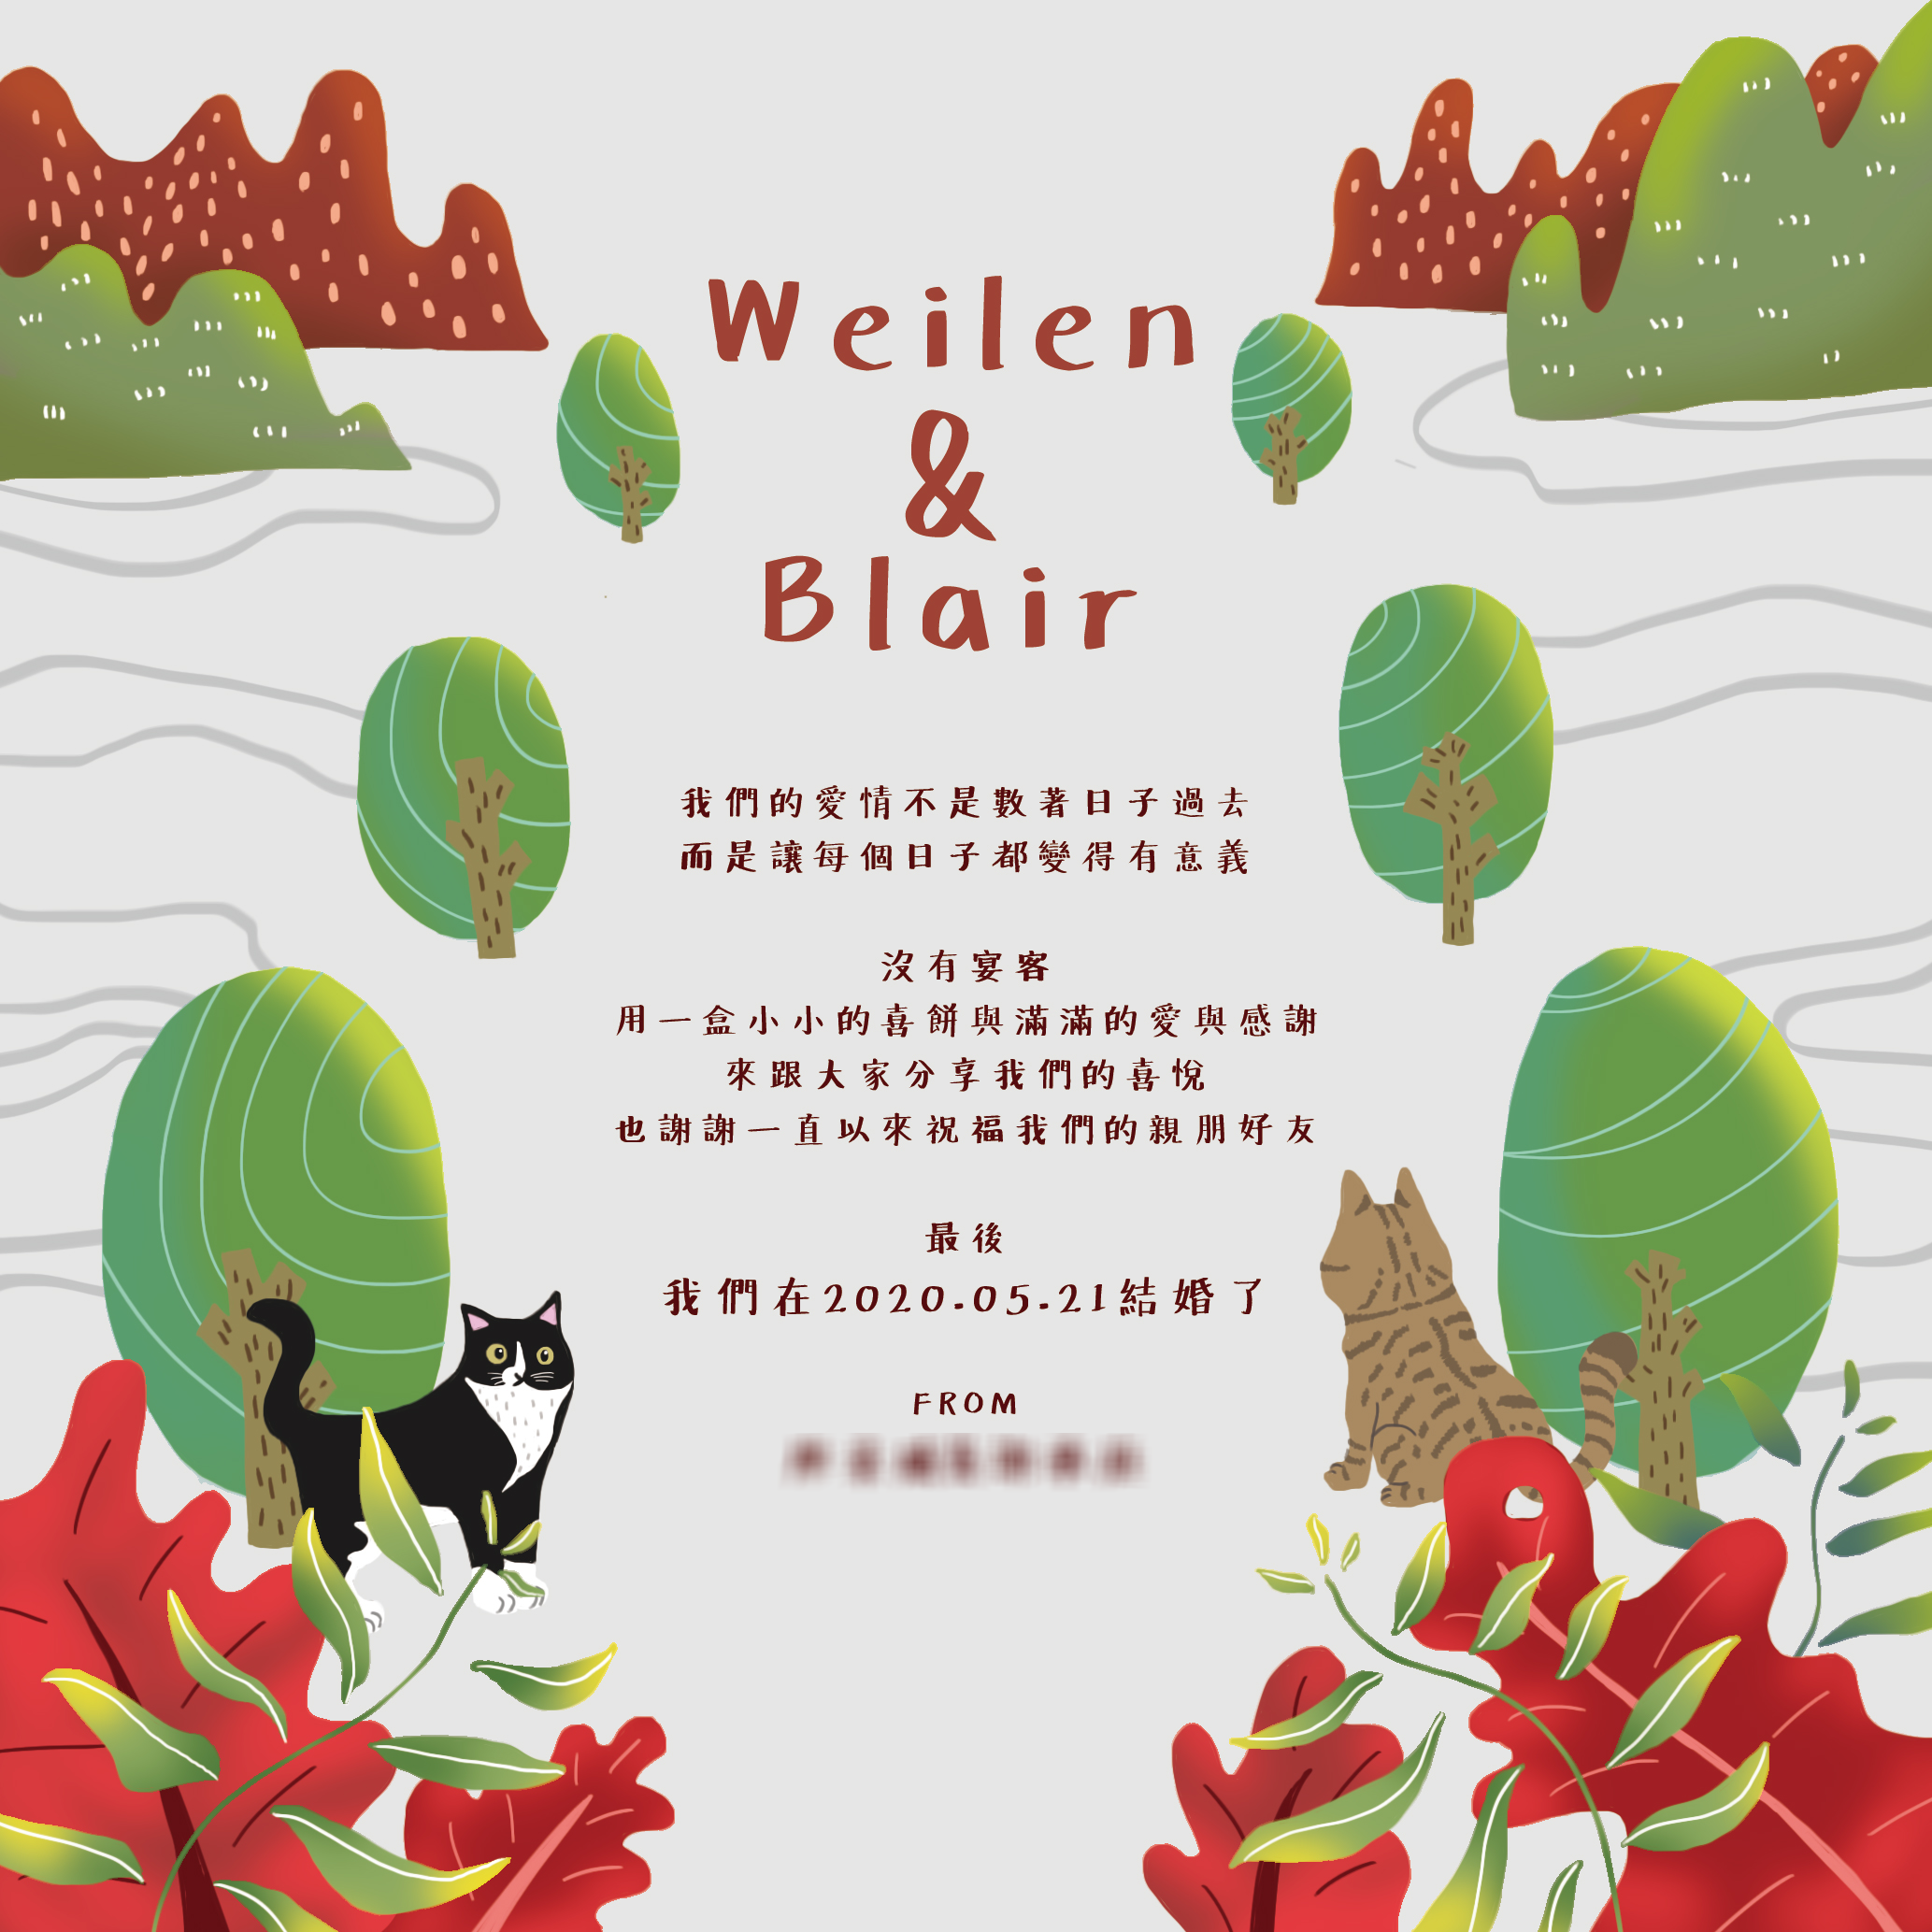 Weilen
&
Blair
我們的愛情不是數著日子過去
而是讓每個日子都變得有意義
沒有宴客
用一盒小小的喜餅與滿滿的愛與感謝
來跟大家分享我們的喜悅
也謝謝一直以來祝福我們的親朋好友
最後
我們在2020.05.21結婚了
FROM